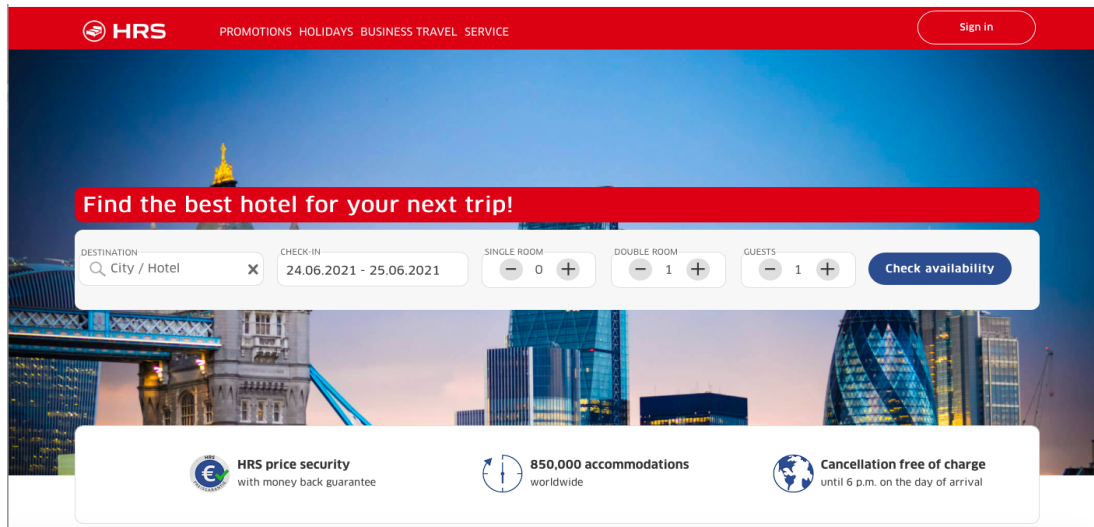 HRS
PROMOTIONS HOLIDAYS BUSINESS TRAVEL SERVICE
Sign in
Find the best hotel for your next trip!
DESTINATION
City / Hotel
CHECK-IN
24.06.2021 - 25.06.2021
SINGLE ROOM
0
DOUBLE ROOM
1
GUESTS
1
Check availability
HRS
€
HRS price security
with money back guarantee
850,000 accommodations
worldwide
Cancellation free of charge
until 6 p.m. on the day of arrival